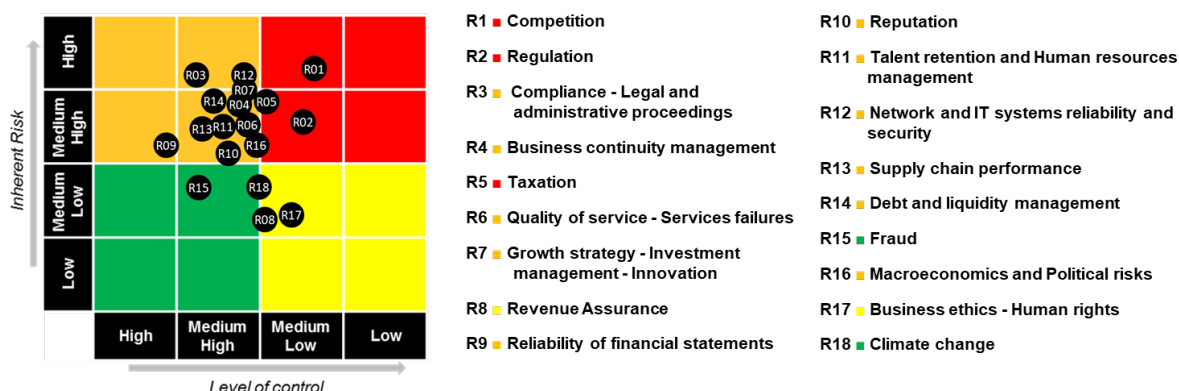 Inherent Risk
High
Medium
High
Medium
Low
Low
R03
R12
R01
R07
R14
R04
R05
R13
R11
R06
R02
R09
R10
R16
R15
R18
R08
R17
High
Medium
High
Medium
Low
Low
Level of control
R1 Competition
R2 Regulation
R3 Compliance - Legal and
administrative proceedings
R4 Business continuity management
R5 Taxation
R6 Quality of service - Services failures
R7 Growth strategy - Investment
management - Innovation
R8 Revenue Assurance
R9 Reliability of financial statements
R10 Reputation
R11 Talent retention and Human resources
management
R12 Network and IT systems reliability and
security
R13 Supply chain performance
R14 Debt and liquidity management
R15 Fraud
R16 Macroeconomics and Political risks
R17 Business ethics - Human rights
R18 Climate change